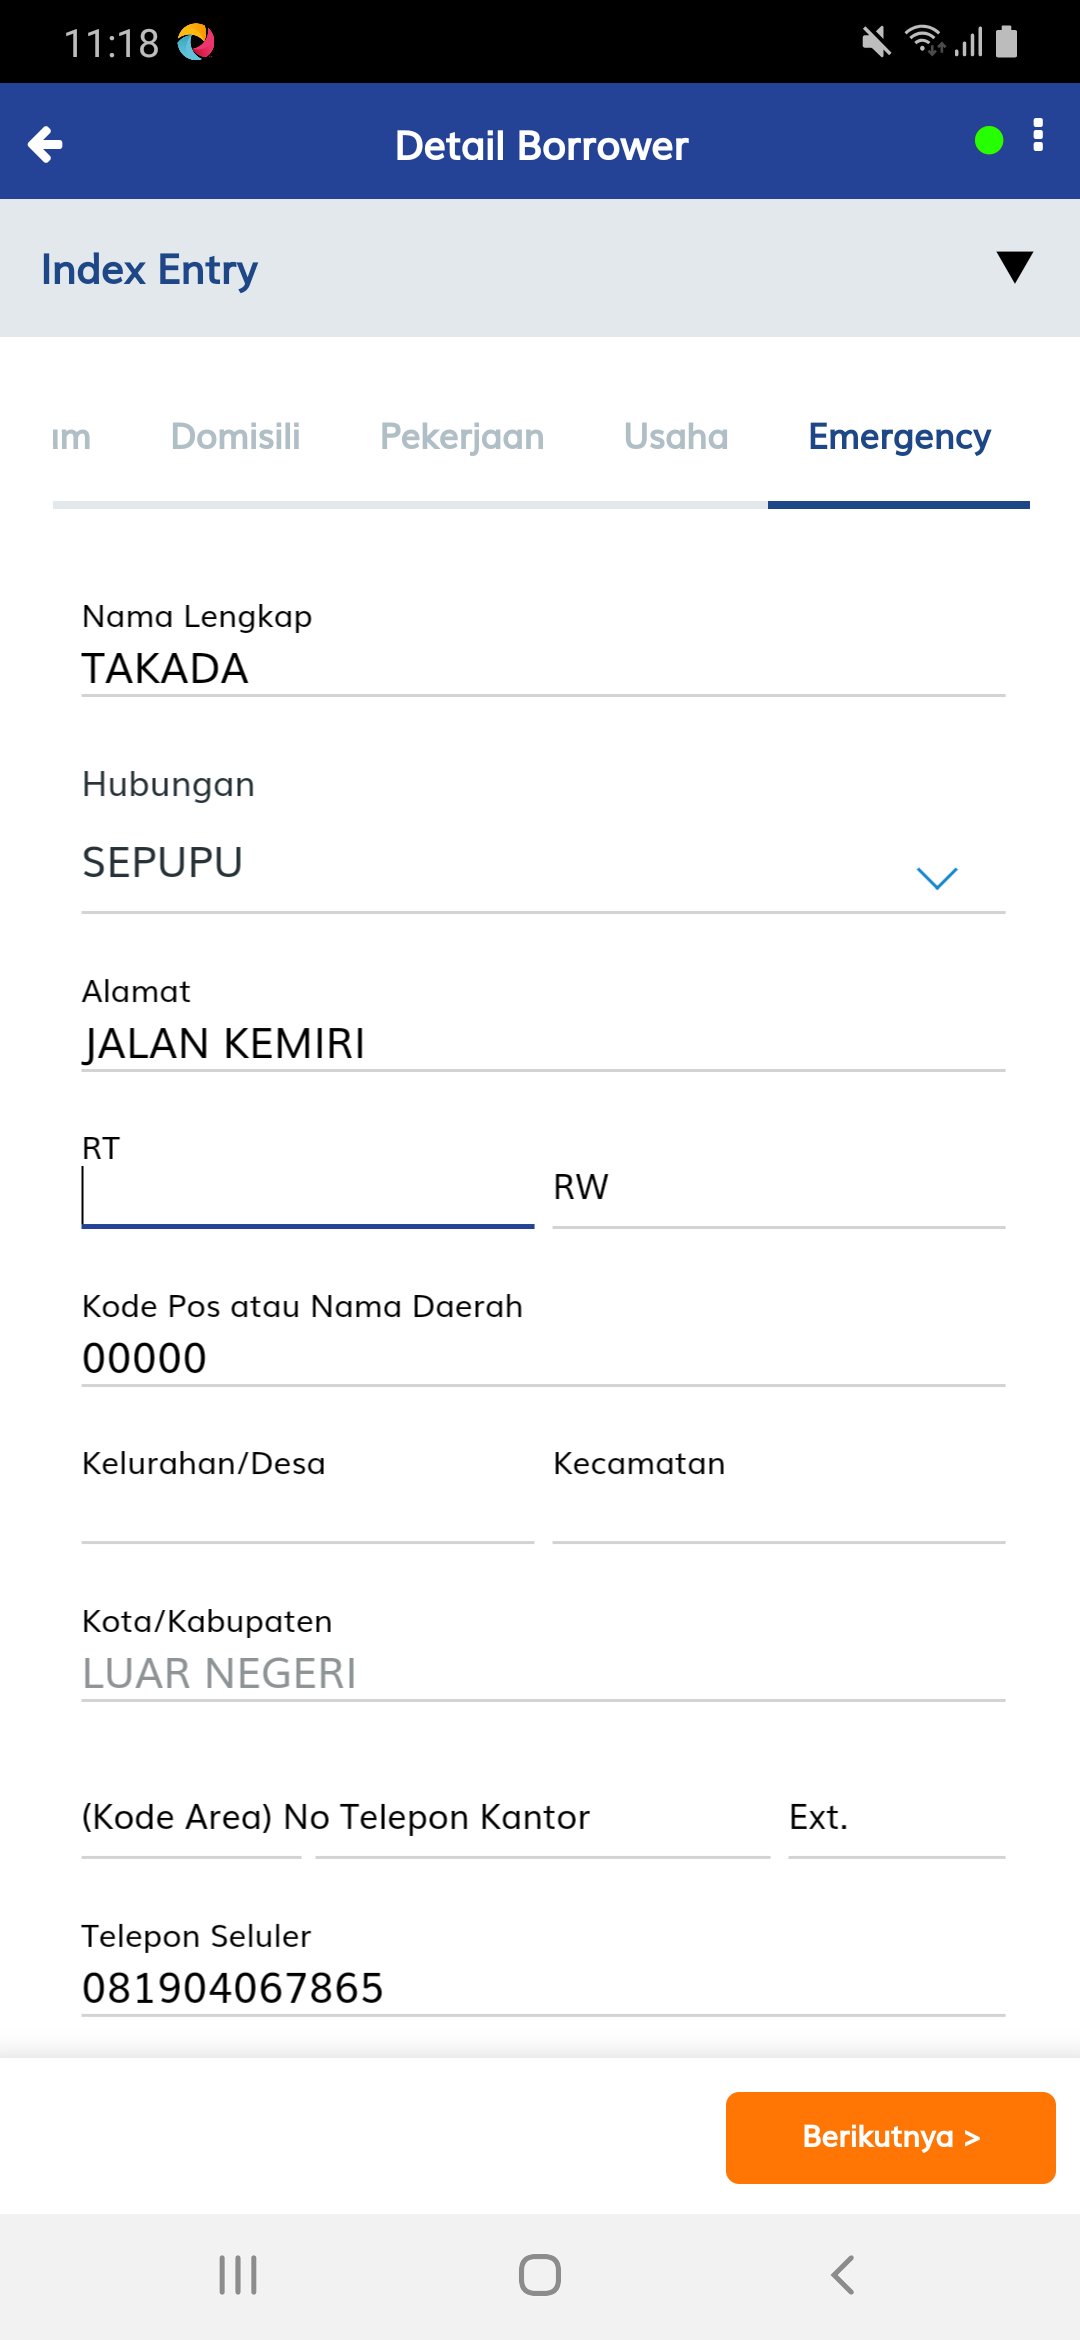 11:18
Detail Borrower
Index Entry
Domisili Pekerjaan Usaha Emergency
Nama Lengkap
TAKADA
Hubungan
SEPUPU
Alamat
JALAN KEMIRI
RT
RW
Kode Pos atau Nama Daerah
00000
Kelurahan/Desa Kecamatan
Kota/Kabupaten
LUAR NEGERI
(Kode Area) No Telepon Kantor Ext.
Telepon Seluler
081904067865
Berikutnya >